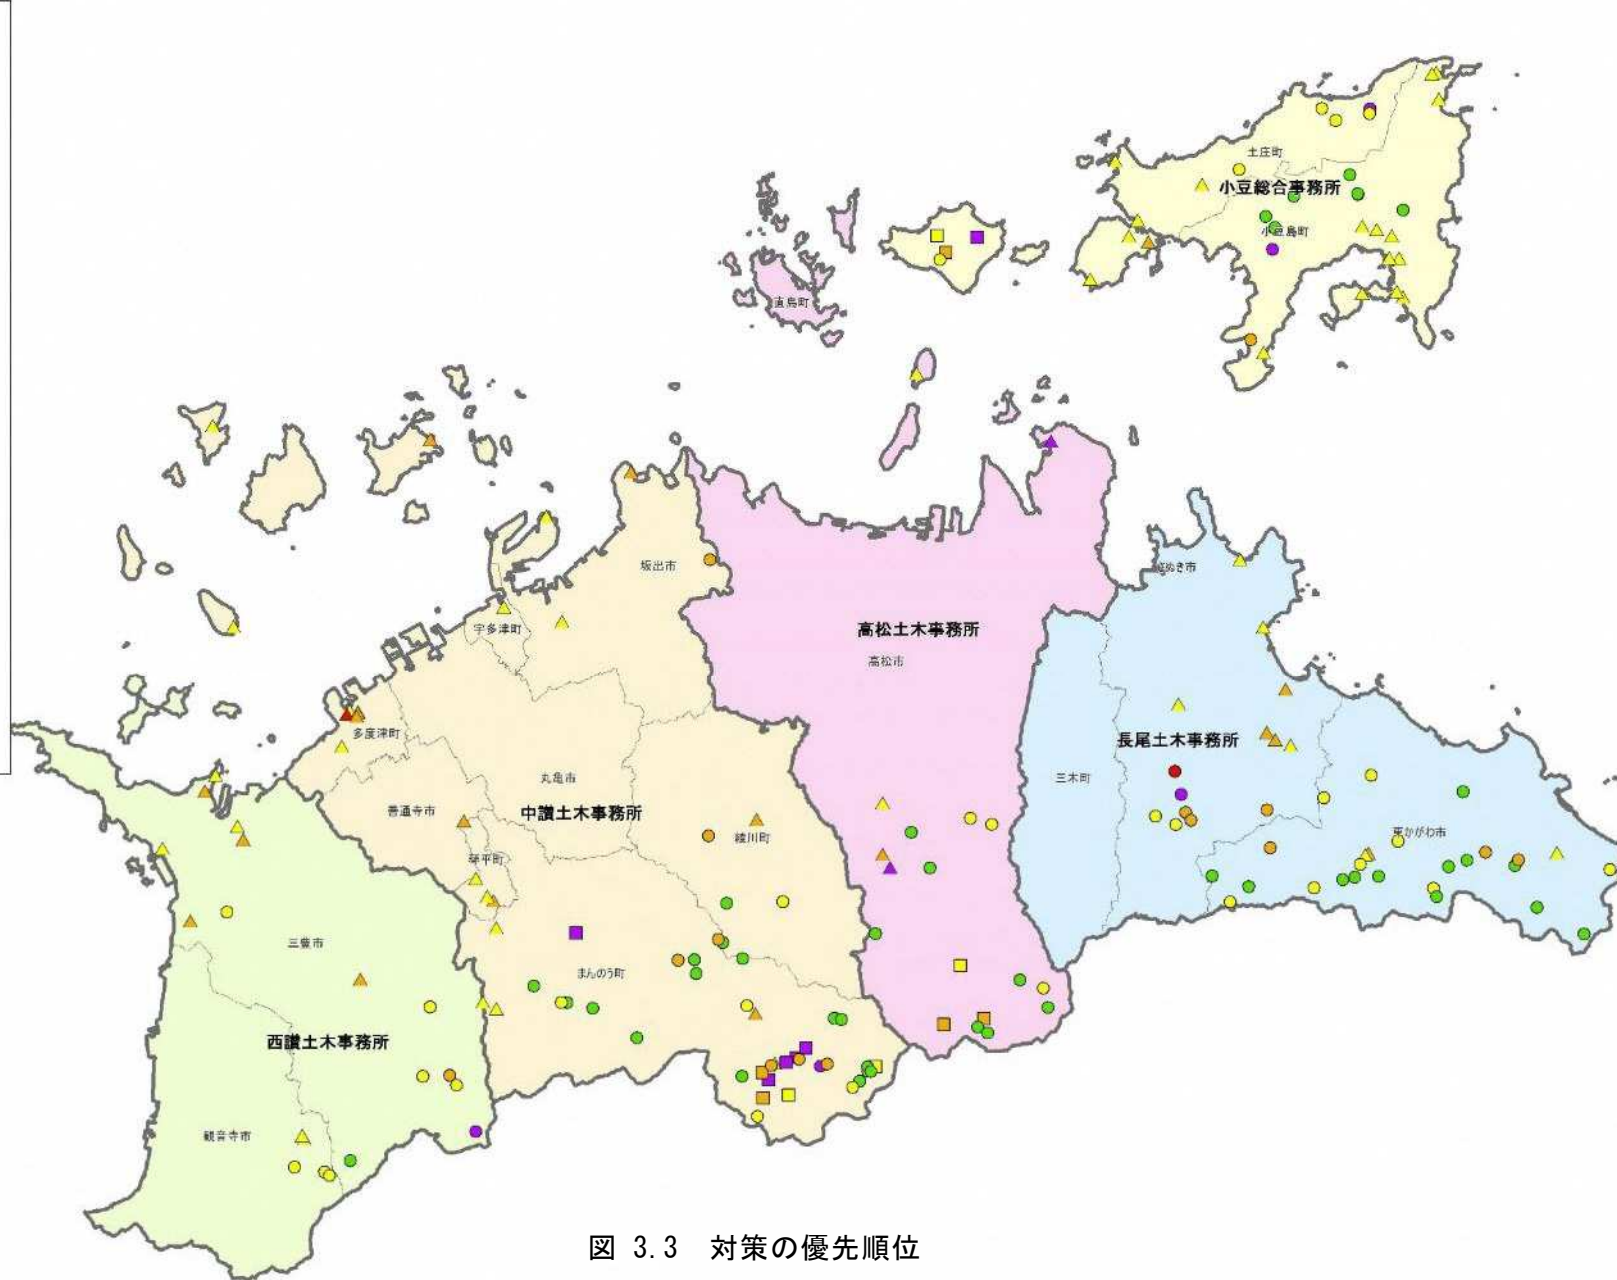 土庄町
小豆総合事務所
小豆島町
直島町
坂出市
さぬき市
宇多津町
高松土木事務所
高松市
多度津町
長尾土木事務所
丸亀市
三木町
善通寺市
中讃土木事務所
綾川町
東かがわ市
琴平町
三豊市
まんのう町
西讃土木事務所
観音寺市
図 3.3 対策の優先順位